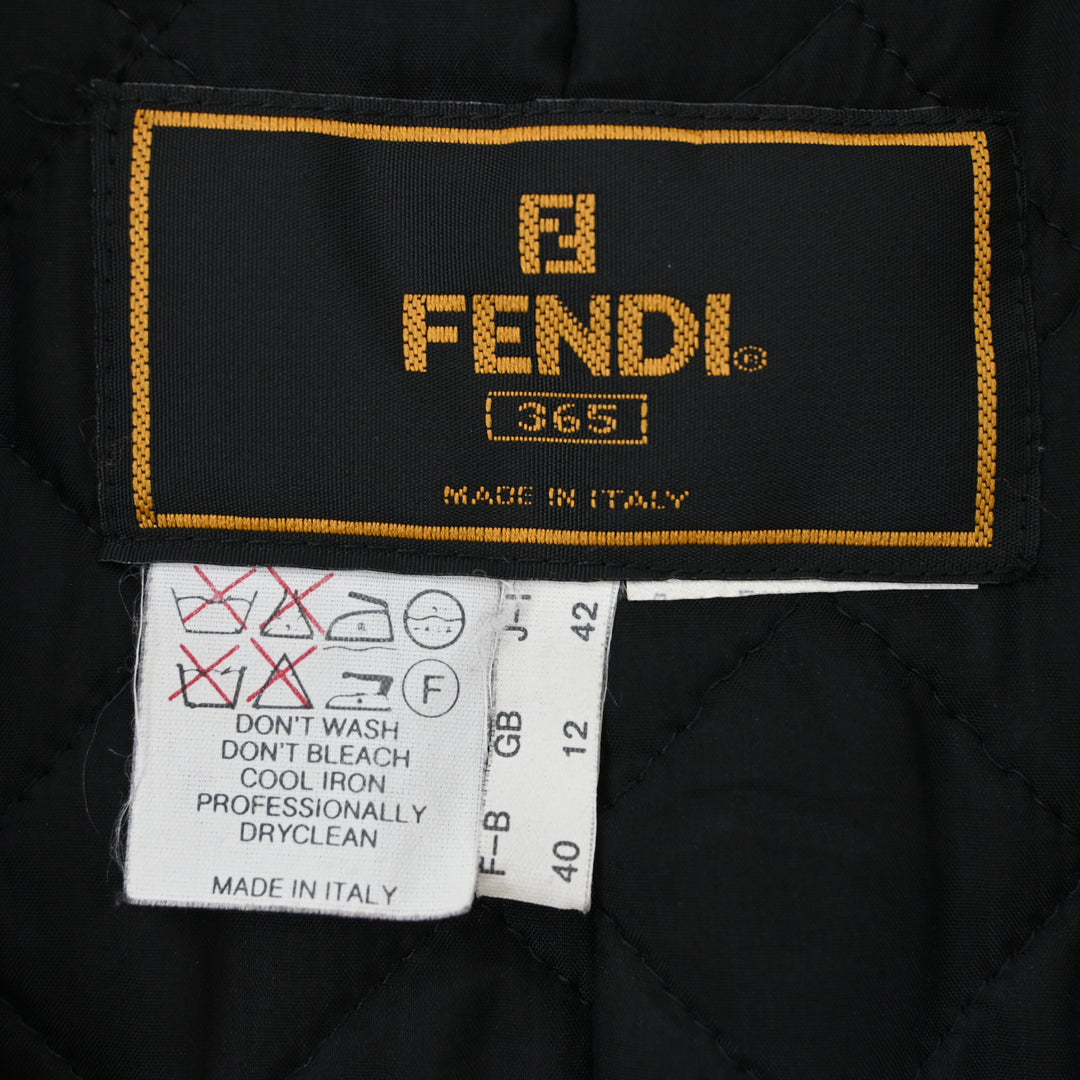 FF
FENDI®
365
MADE IN ITALY
F
DON'T WASH
DON'T BLEACH
COOL IRON
PROFESSIONALLY
DRYCLEAN
MADE IN ITALY
42
GB 12
F-B 40